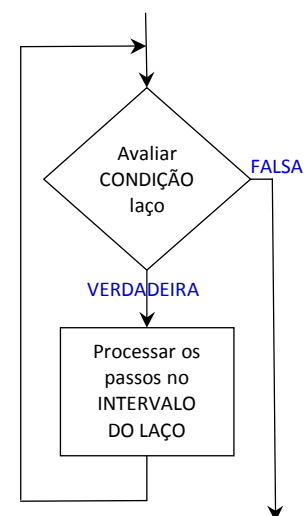 Avaliar
CONDIÇÃO
laço
FALSA
VERDADEIRA
Processar os
passos no
INTERVALO
DO LAÇO